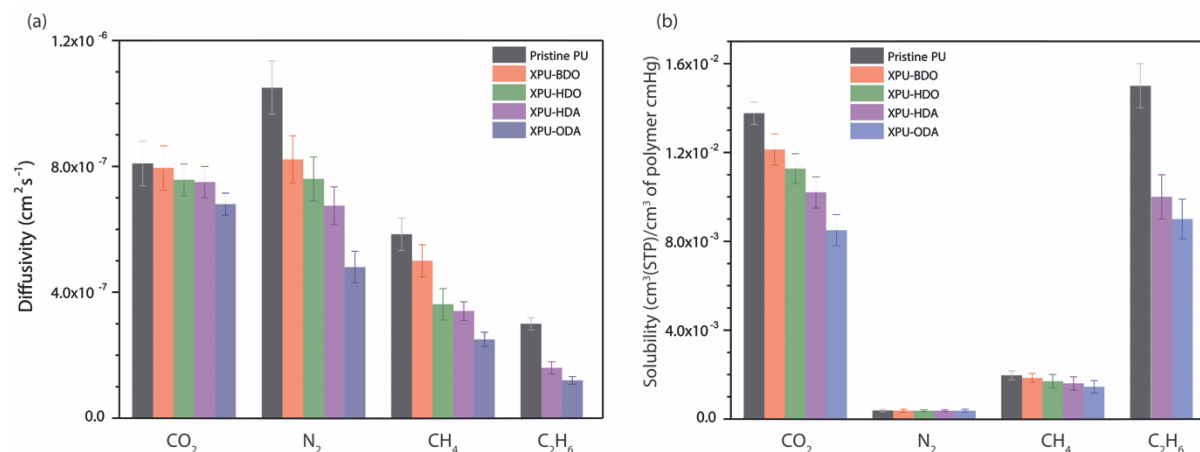 (a)
Diffusivity (cm² s⁻¹)
1.2x10⁻⁶
8.0x10⁻⁷
4.0x10⁻⁷
0.0
Pristine PU
XPU-BDO
XPU-HDO
XPU-HDA
XPU-ODA
CO₂ N₂ CH₄ C₂H₆
(b)
Solubility (cm³(STP)/cm³ of polymer cmHg)
1.6x10⁻²
1.2x10⁻²
8.0x10⁻³
4.0x10⁻³
0.0
Pristine PU
XPU-BDO
XPU-HDO
XPU-HDA
XPU-ODA
CO₂ N₂ CH₄ C₂H₆